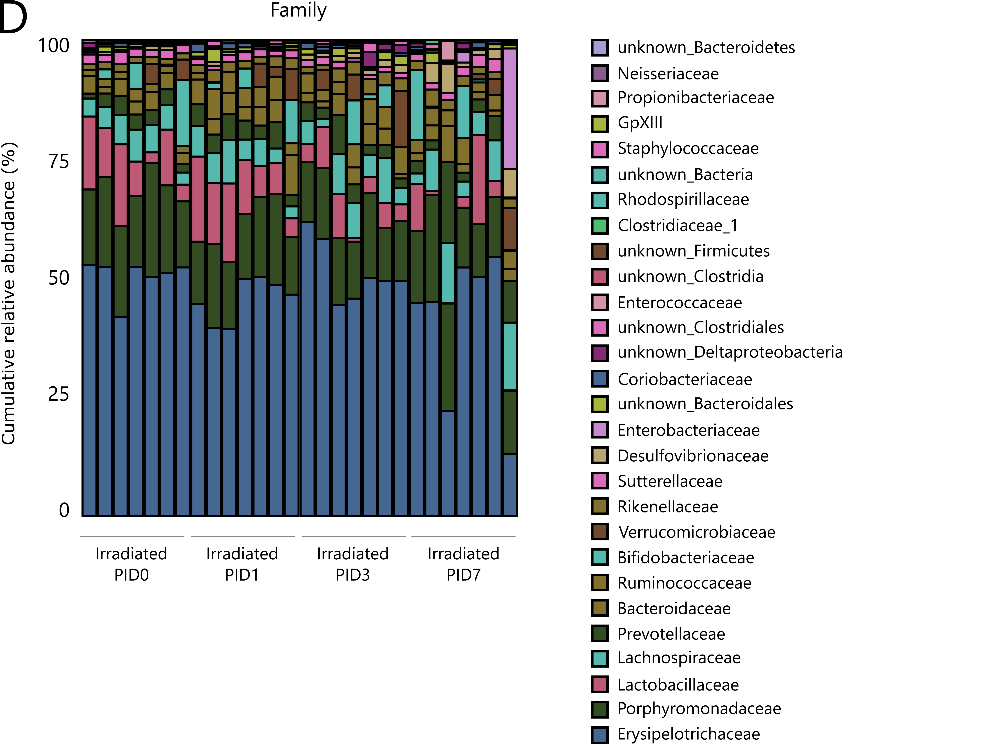 D
Family
Cumulative relative abundance (%)
100
75
50
25
0
Irradiated
PID0
Irradiated
PID1
Irradiated
PID3
Irradiated
PID7
unknown_Bacteroidetes
Neisseriaceae
Propionibacteriaceae
GpXIII
Staphylococcaceae
unknown_Bacteria
Rhodospirillaceae
Clostridiaceae_1
unknown_Firmicutes
unknown_Clostridia
Enterococcaceae
unknown_Clostridiales
unknown_Deltaproteobacteria
Coriobacteriaceae
unknown_Bacteroidales
Enterobacteriaceae
Desulfovibrionaceae
Sutterellaceae
Rikenellaceae
Verrucomicrobiaceae
Bifidobacteriaceae
Ruminococcaceae
Bacteroidaceae
Prevotellaceae
Lachnospiraceae
Lactobacillaceae
Porphyromonadaceae
Erysipelotrichaceae